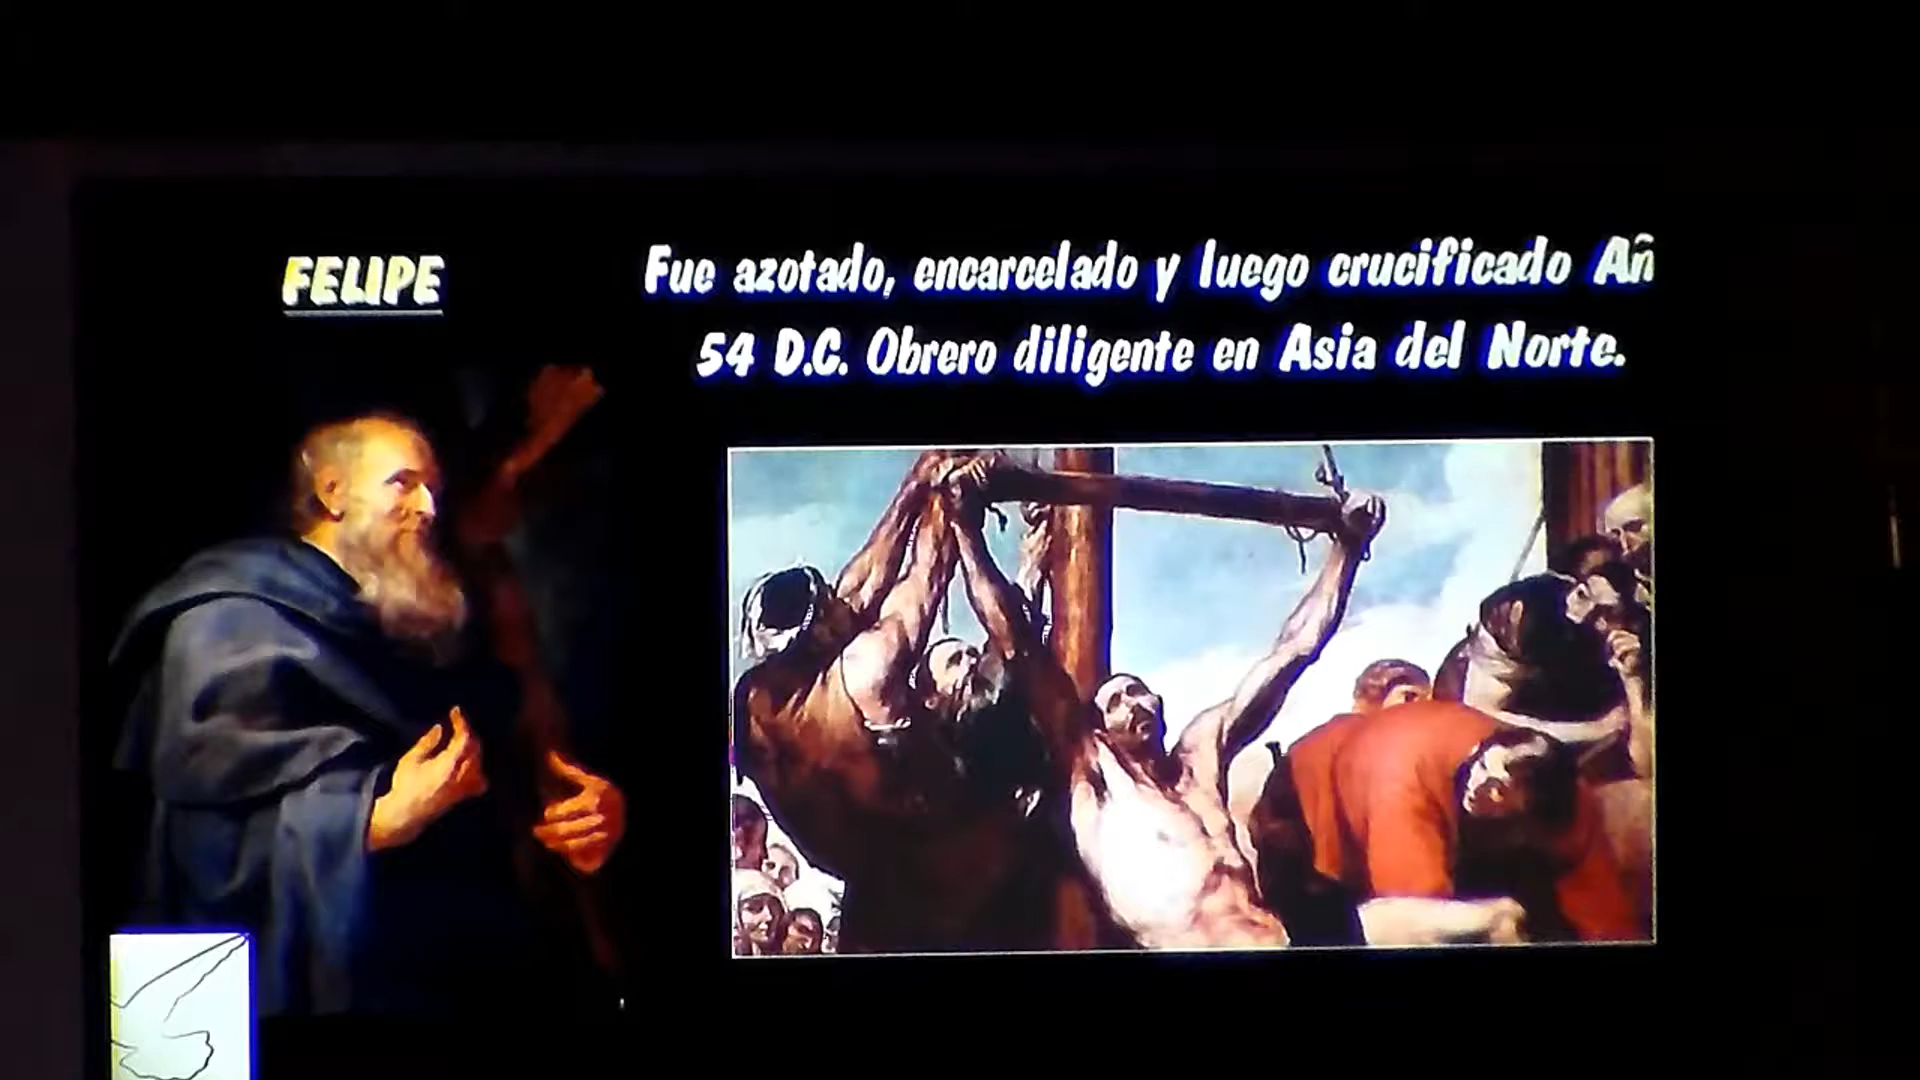 FELIPE
Fue azotado, encarcelado y luego crucificado Añ
54 D.C. Obrero diligente en Asia del Norte.